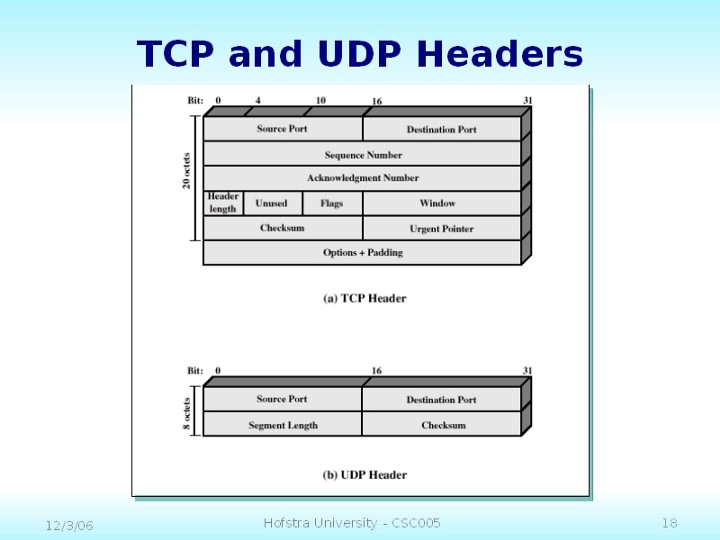 TCP and UDP Headers
Bit: 0 4 10 16 31
Source Port Destination Port
Sequence Number
20 octets
Acknowledgment Number
Header length Unused Flags Window
Checksum Urgent Pointer
Options + Padding
(a) TCP Header
Bit: 0 16 31
Source Port Destination Port
8 octets
Segment Length Checksum
(b) UDP Header
12/3/06 Hofstra University - CSC005 18